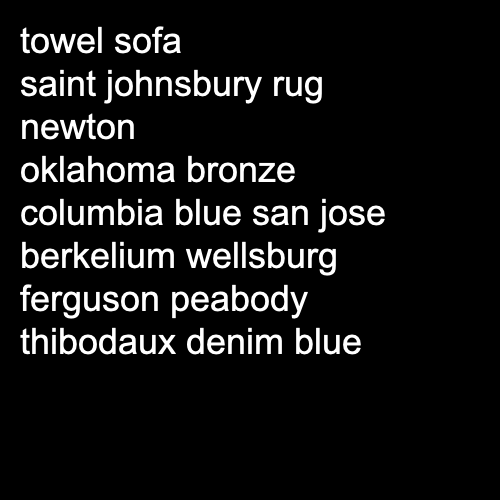 towel sofa
saint johnsbury rug
newton
oklahoma bronze
columbia blue san jose
berkelium wellsburg
ferguson peabody
thibodaux denim blue